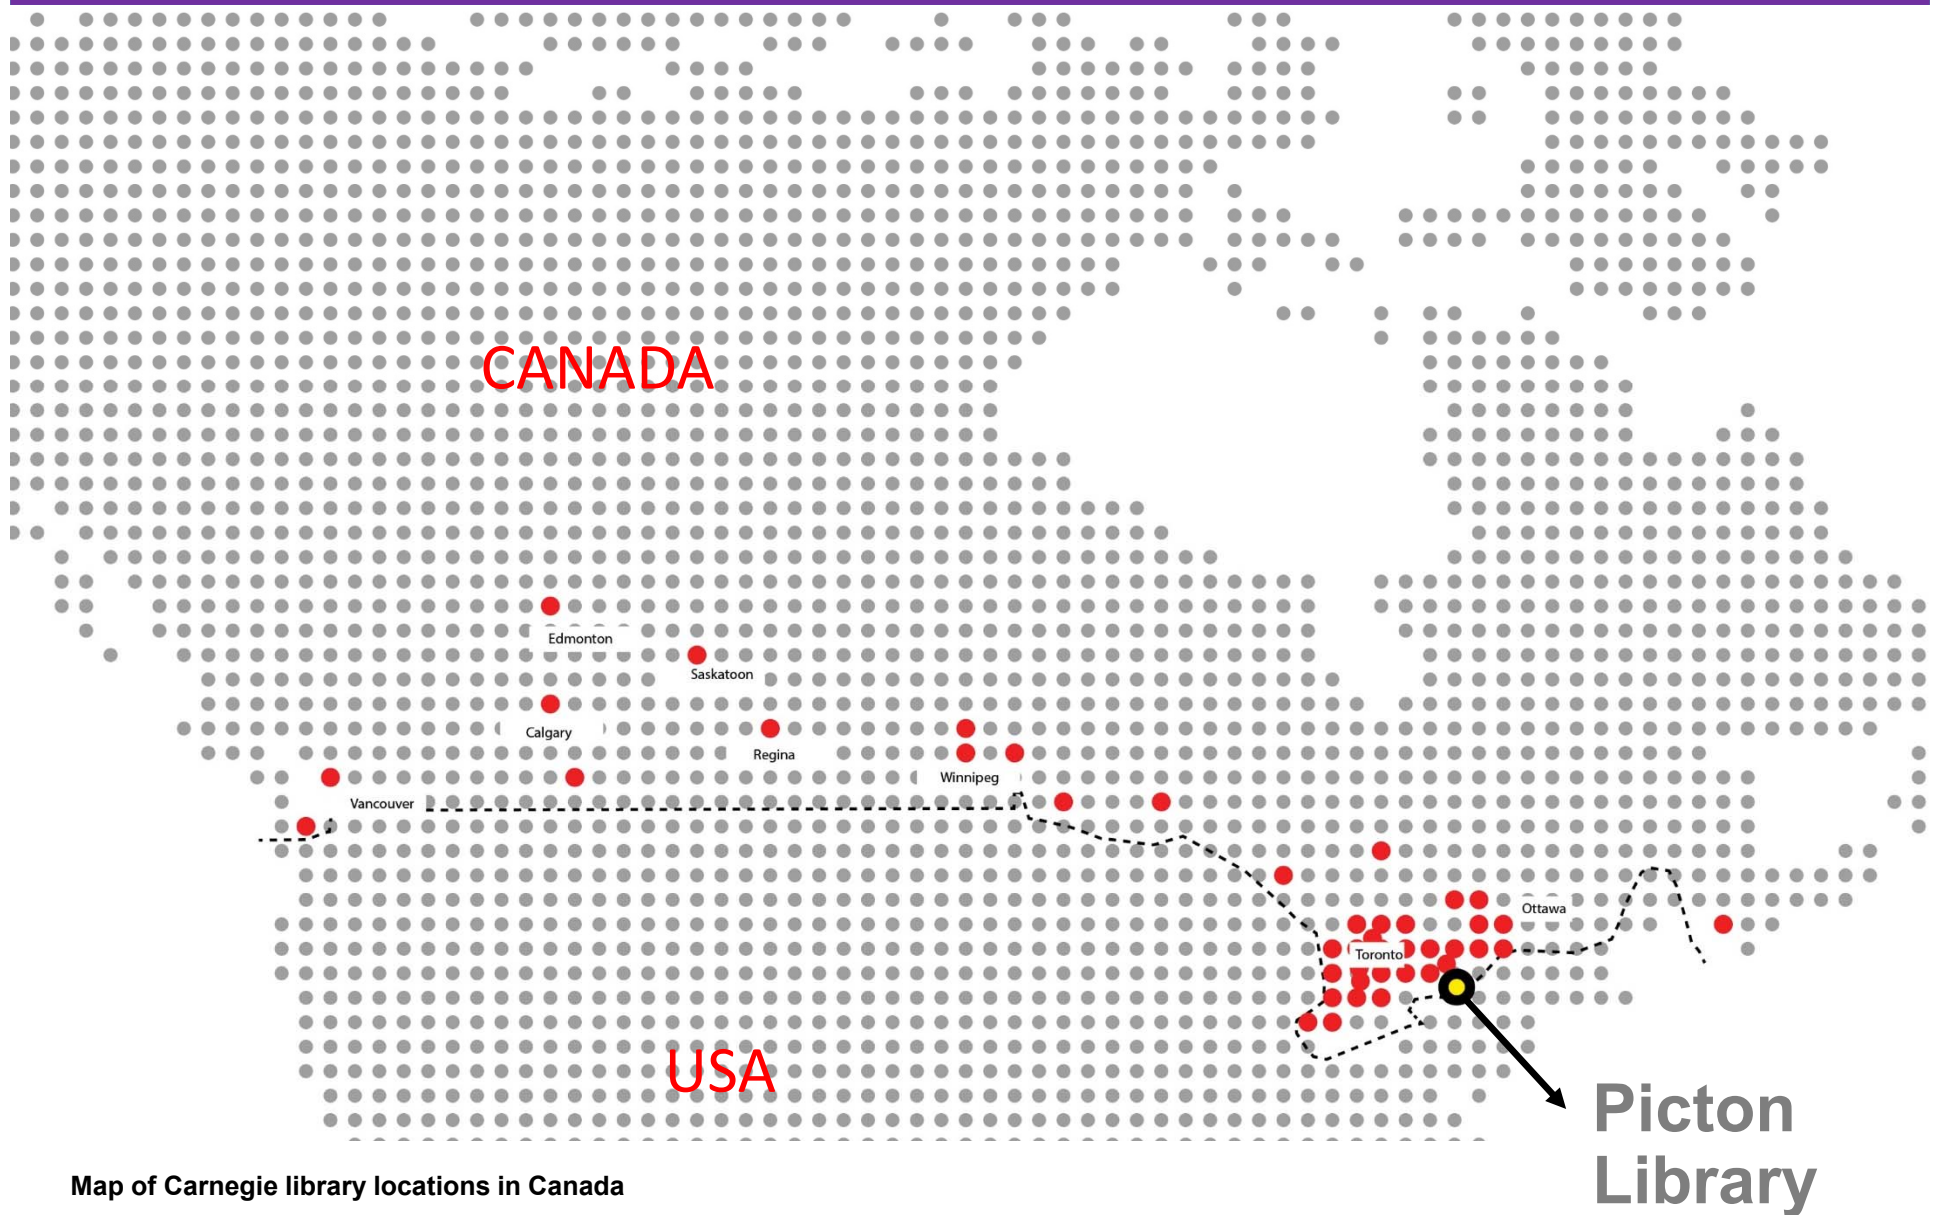 CANADA
Edmonton
Saskatoon
Calgary
Regina
Winnipeg
Vancouver
Ottawa
Toronto
USA
Picton
Library
Map of Carnegie library locations in Canada